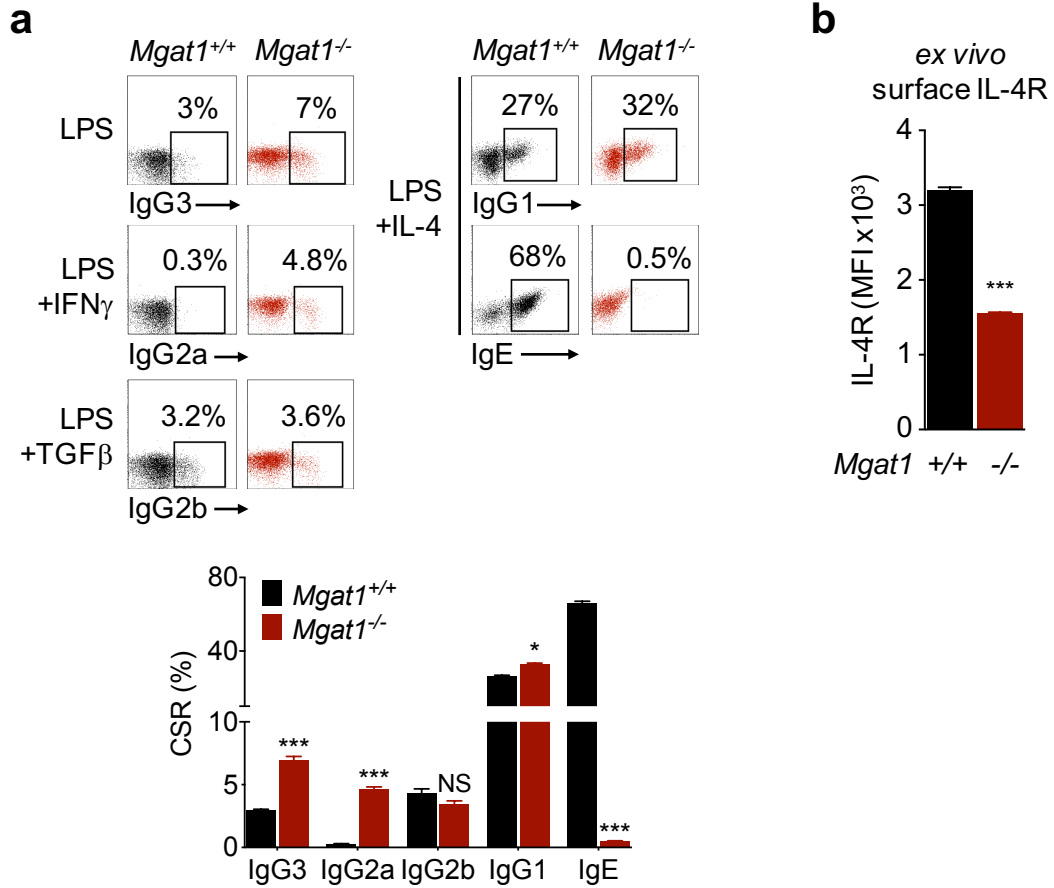 a
Mgat1+/+ Mgat1-/-
LPS
3% 7%
IgG3
LPS
+IFNγ
0.3% 4.8%
IgG2a
LPS
+TGFβ
3.2% 3.6%
IgG2b
Mgat1+/+ Mgat1-/-
LPS
+IL-4
27% 32%
IgG1
68% 0.5%
IgE
CSR (%)
80
40
10
5
0
Mgat1+/+
Mgat1-/-
*** *** NS * ***
IgG3 IgG2a IgG2b IgG1 IgE
b
ex vivo
surface IL-4R
IL-4R (MFI x10³)
4
3
2
1
0
***
Mgat1 +/+ -/-